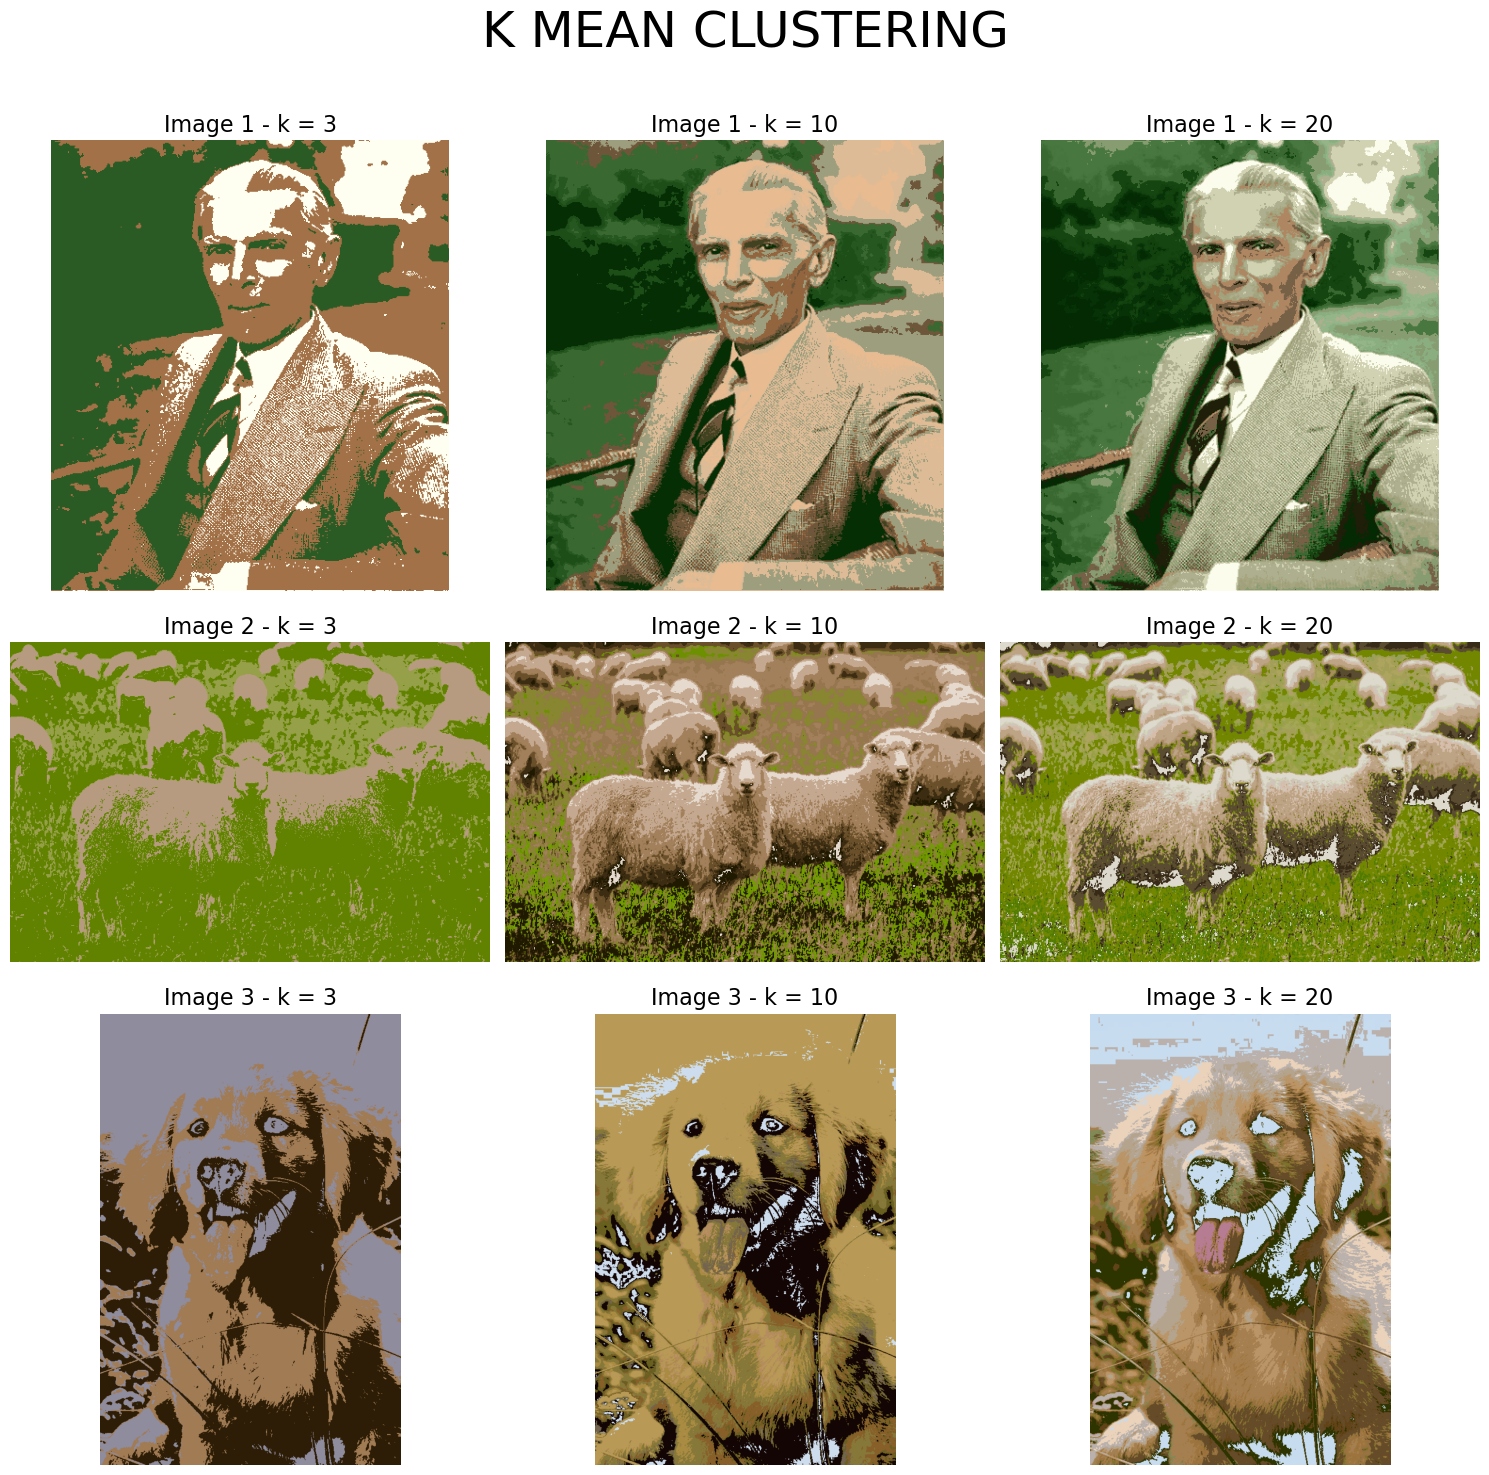 K MEAN CLUSTERING
Image 1 - k = 3
Image 1 - k = 10
Image 1 - k = 20
Image 2 - k = 3
Image 2 - k = 10
Image 2 - k = 20
Image 3 - k = 3
Image 3 - k = 10
Image 3 - k = 20